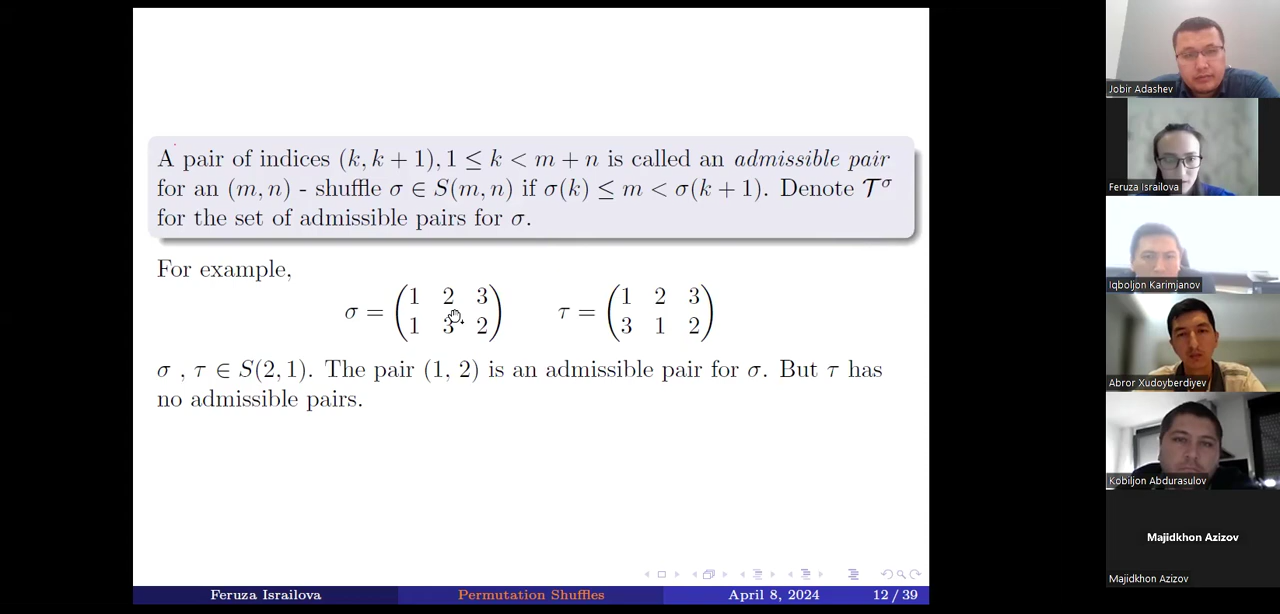 A pair of indices (k, k + 1), 1 ≤ k < m + n is called an admissible pair
for an (m, n) - shuffle σ ∈ S(m, n) if σ(k) ≤ m < σ(k + 1). Denote 𝒯^σ
for the set of admissible pairs for σ.
For example,
σ = (1 2 3
1 3 2) τ = (1 2 3
3 1 2)
σ , τ ∈ S(2, 1). The pair (1, 2) is an admissible pair for σ. But τ has
no admissible pairs.
Feruza Israilova Permutation Shuffles April 8, 2024 12 / 39
Jobir Adashev
Feruza Israilova
Iqboljon Karimjanov
Abror Xudoyberdiyev
Kobiljon Abdurasulov
Majidkhon Azizov
Majidkhon Azizov